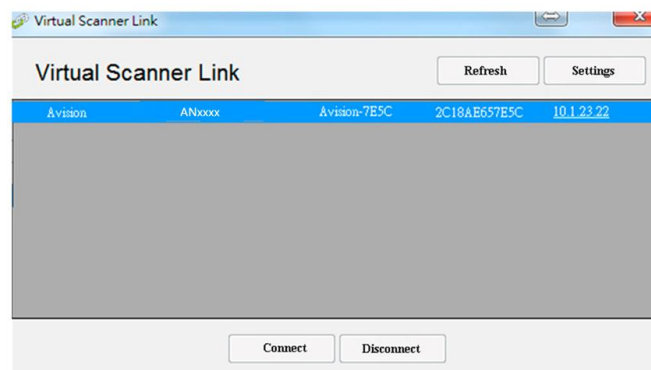 Virtual Scanner Link
Virtual Scanner Link
Refresh
Settings
Avision ANxxxx Avision-7E5C 2C18AE657E5C 10.1.23.22
Connect
Disconnect